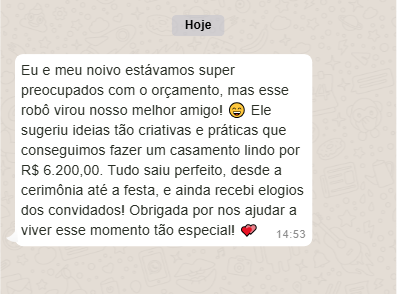 Hoje
Eu e meu noivo estávamos super
preocupados com o orçamento, mas esse
robô virou nosso melhor amigo! 😄 Ele
sugeriu ideias tão criativas e práticas que
conseguimos fazer um casamento lindo por
R$ 6.200,00. Tudo saiu perfeito, desde a
cerimônia até a festa, e ainda recebi elogios
dos convidados! Obrigada por nos ajudar a
viver esse momento tão especial! 💕 14:53